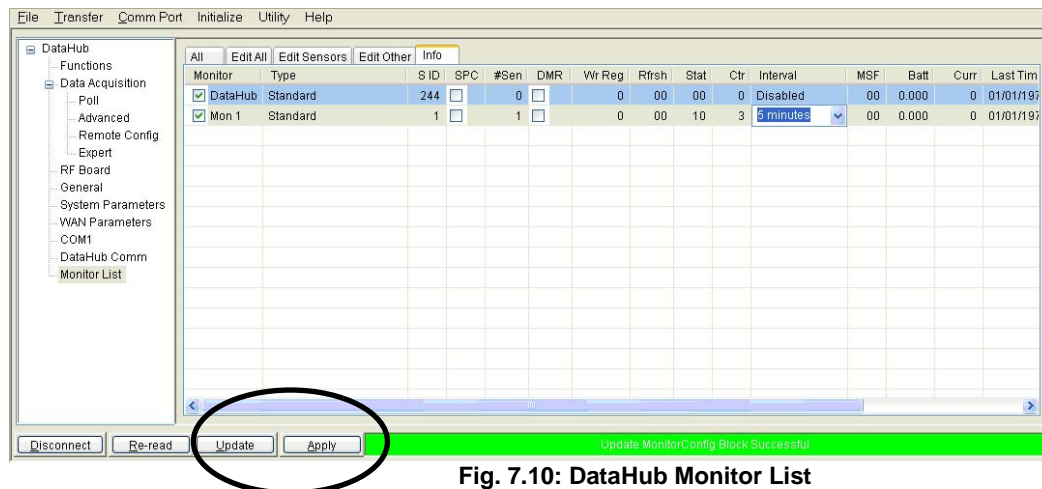 File Transfer Comm Port Initialize Utility Help
DataHub
Functions
Data Acquisition
Poll
Advanced
Remote Config
Expert
RF Board
General
System Parameters
WAN Parameters
COM1
DataHub Comm
Monitor List
All Edit All Edit Sensors Edit Other Info
Monitor Type S ID SPC #Sen DMR Wr Reg Rfrsh Stat Ctr Interval MSF Batt Curr Last Tim
DataHub Standard 244 0 0 00 00 0 Disabled 00 0.000 0 01/01/197
Mon 1 Standard 1 1 0 00 10 3 5 minutes 00 0.000 0 01/01/197
Disconnect Re-read Update Apply Update MonitorConfig Block Successful
Fig. 7.10: DataHub Monitor List